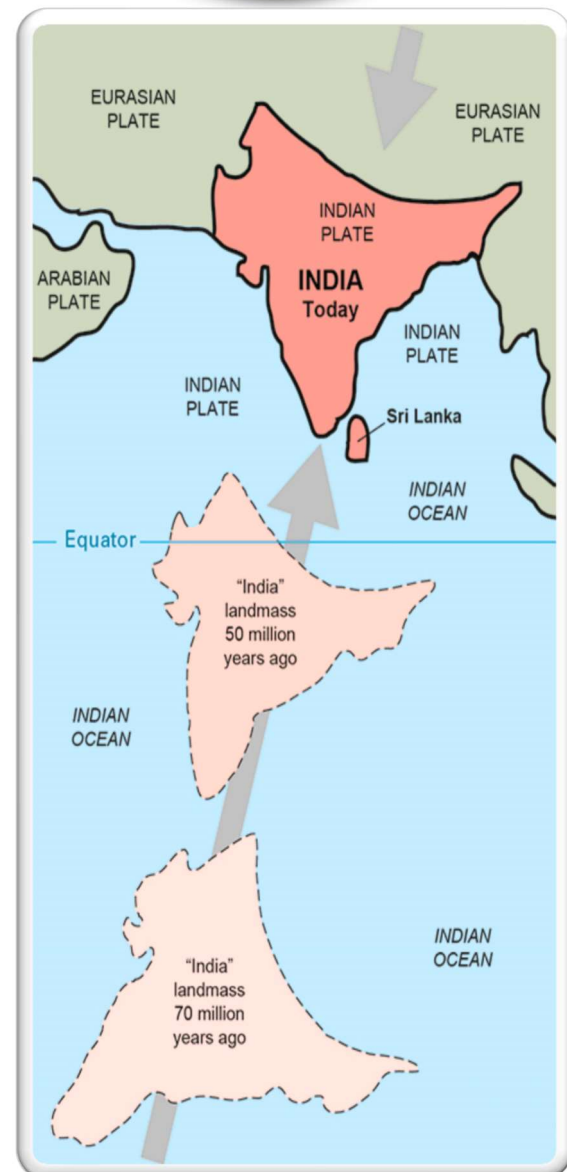 EURASIAN
PLATE
EURASIAN
PLATE
INDIAN
PLATE
ARABIAN
PLATE
INDIA
Today
INDIAN
PLATE
INDIAN
PLATE
Sri Lanka
INDIAN
OCEAN
Equator
“India”
landmass
50 million
years ago
INDIAN
OCEAN
“India”
landmass
70 million
years ago
INDIAN
OCEAN